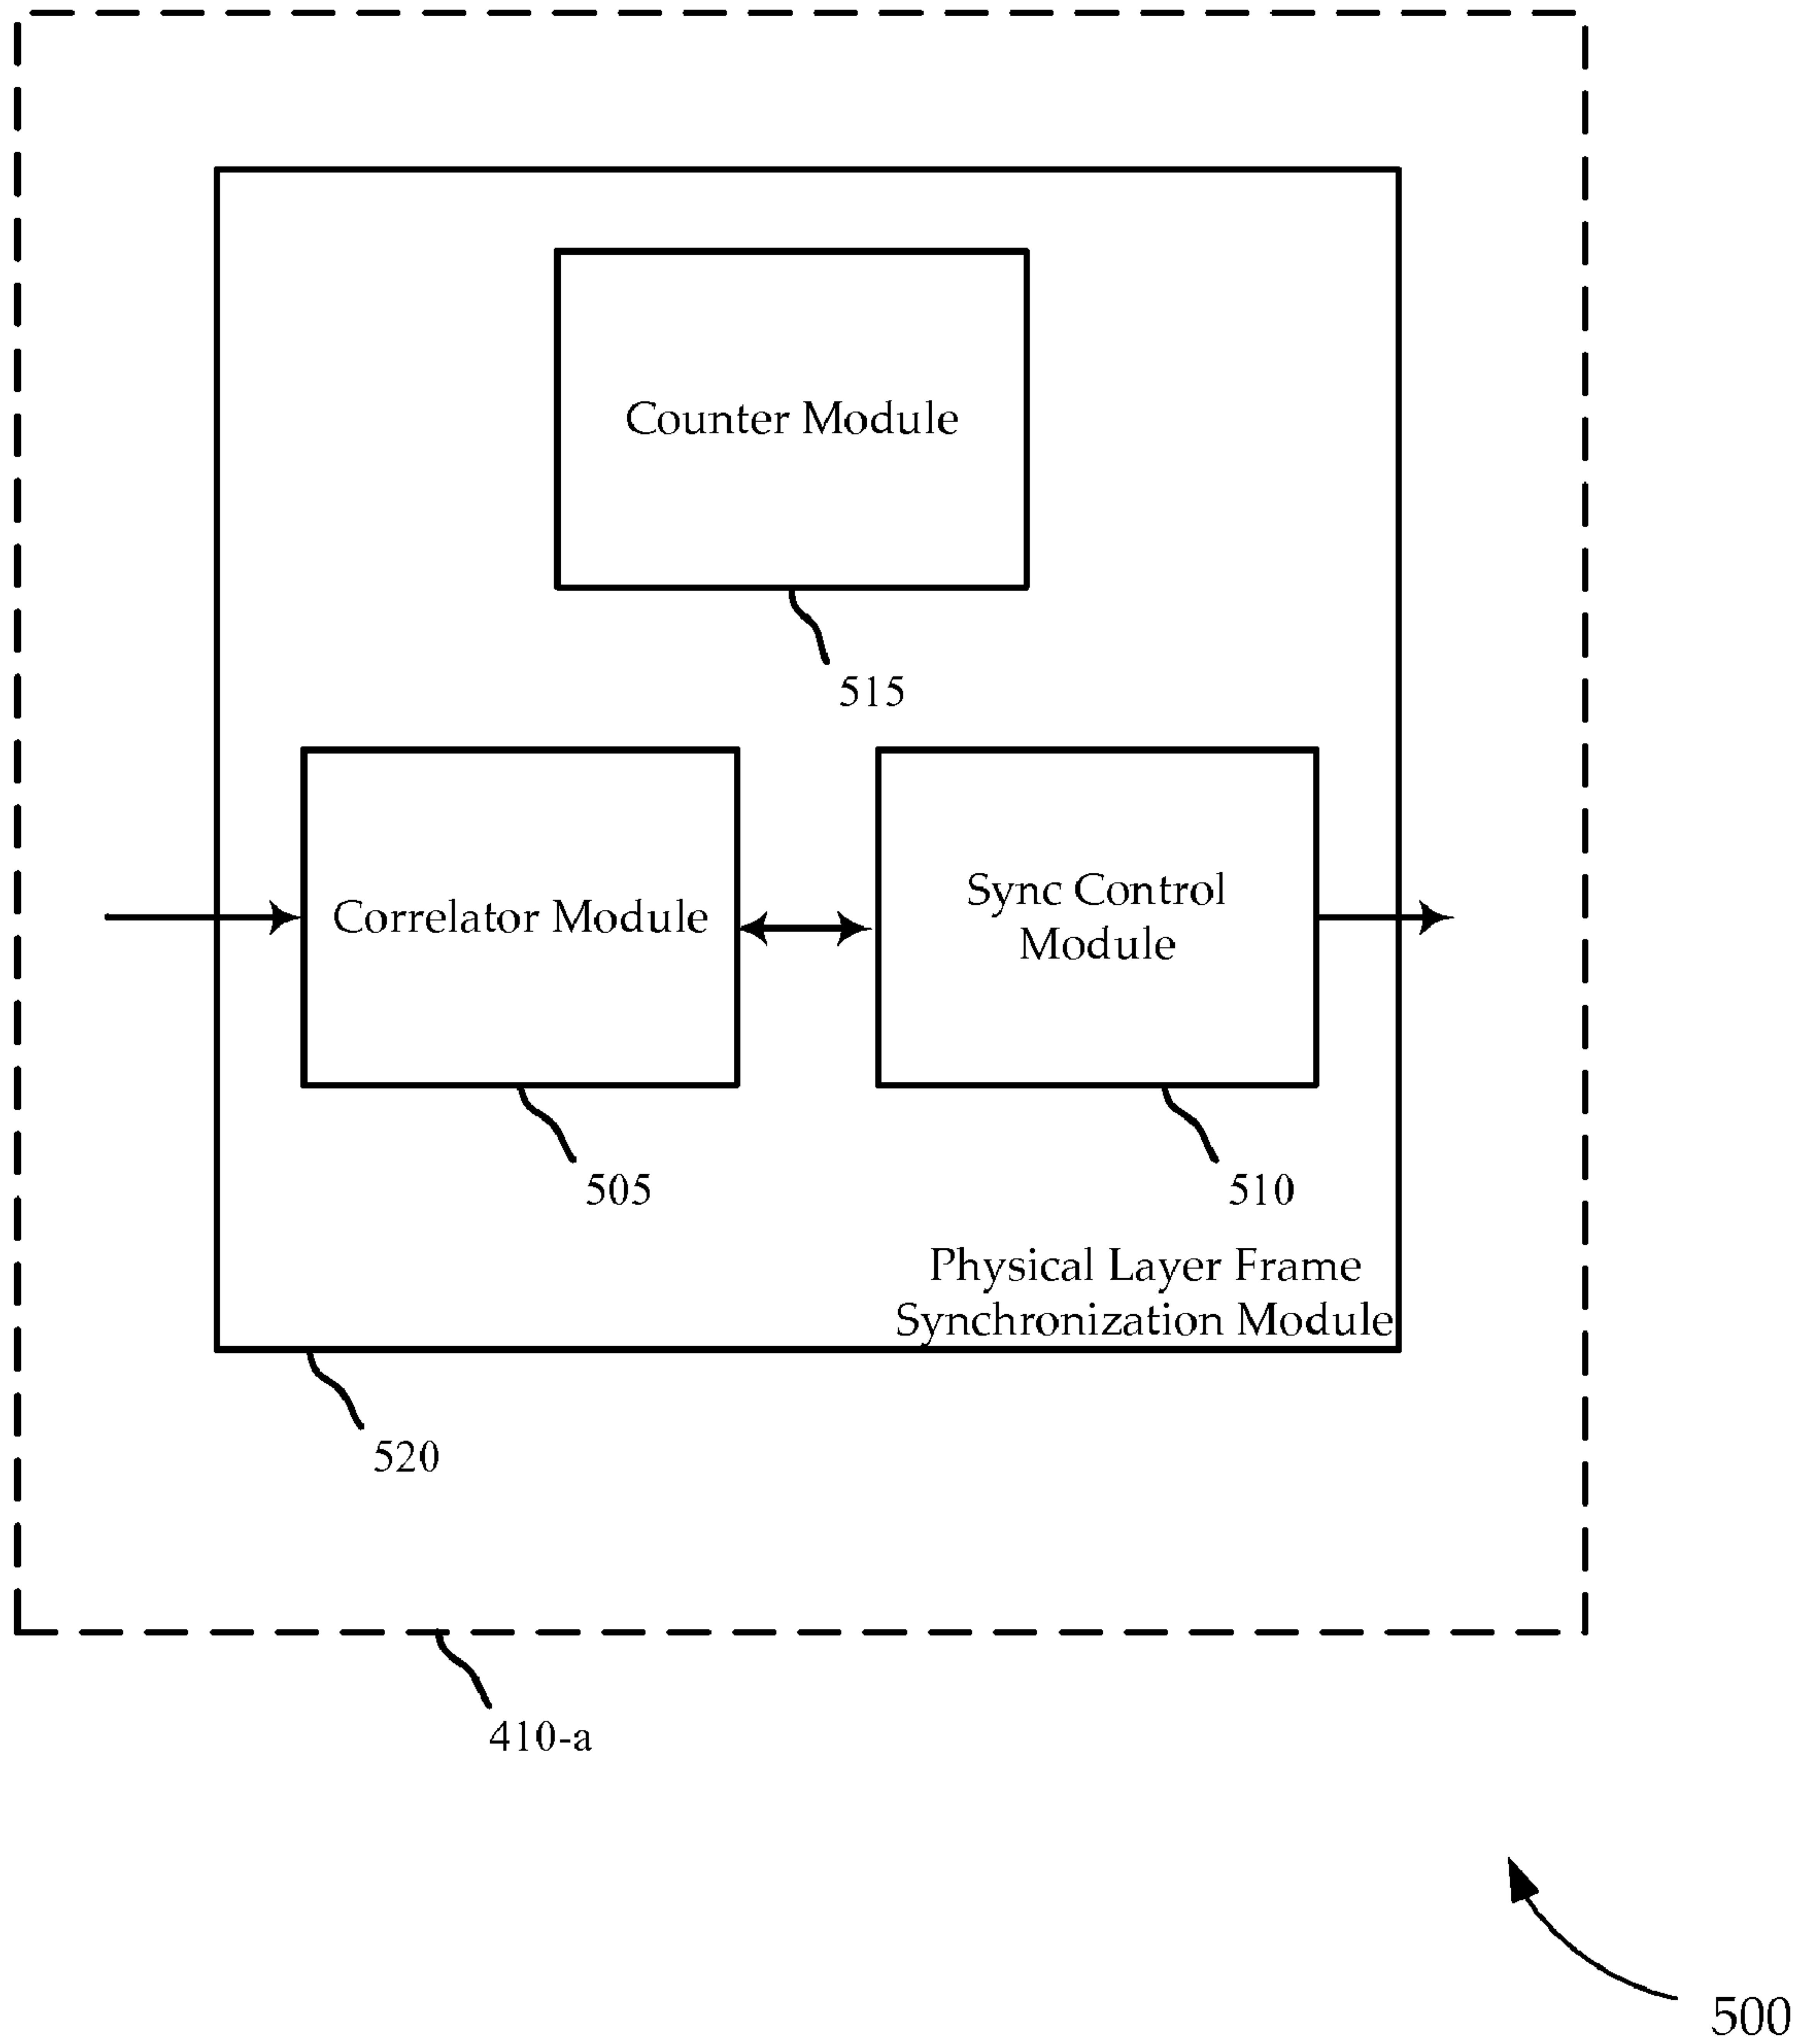 Counter Module
515
Correlator Module
Sync Control
Module
505
510
Physical Layer Frame
Synchronization Module
520
410-a
500